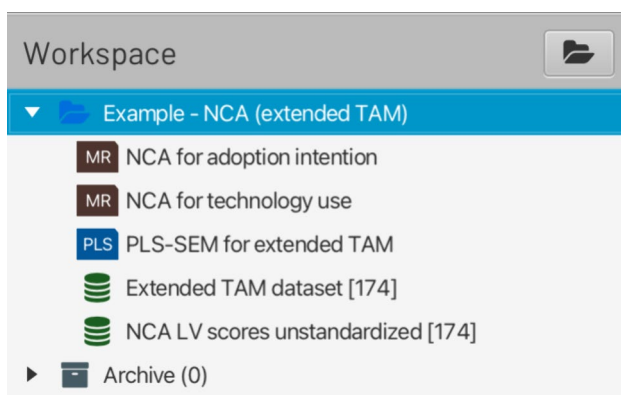 Workspace
Example - NCA (extended TAM)
MR NCA for adoption intention
MR NCA for technology use
PLS PLS-SEM for extended TAM
Extended TAM dataset [174]
NCA LV scores unstandardized [174]
Archive (0)